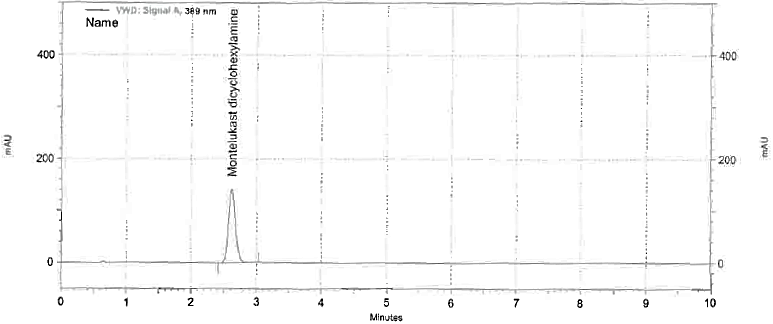 VWD: Signal A, 389 nm
Name
Montelukast dicyclohexylamine
400
200
0
mAU
400
200
0
mAU
0 1 2 3 4 5 6 7 8 9 10
Minutes